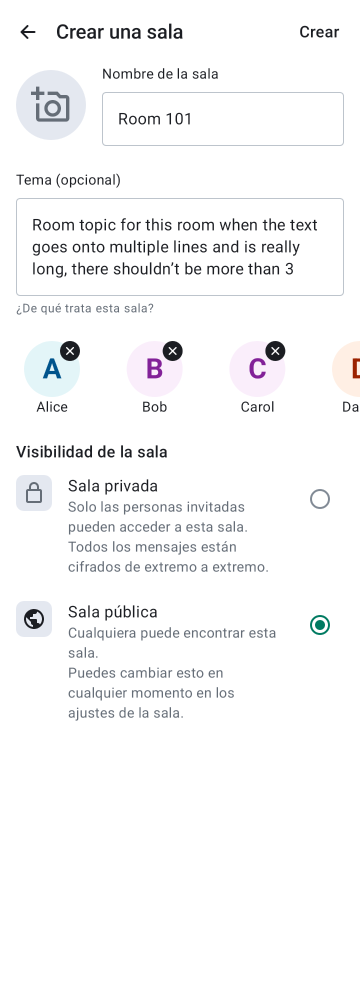 Crear una sala
Crear
Nombre de la sala
Room 101
Tema (opcional)
Room topic for this room when the text
goes onto multiple lines and is really
long, there shouldn’t be more than 3
¿De qué trata esta sala?
A
B
C
Alice
Bob
Carol
Da
Visibilidad de la sala
Sala privada
Solo las personas invitadas
pueden acceder a esta sala.
Todos los mensajes están
cifrados de extremo a extremo.
Sala pública
Cualquiera puede encontrar esta
sala.
Puedes cambiar esto en
cualquier momento en los
ajustes de la sala.